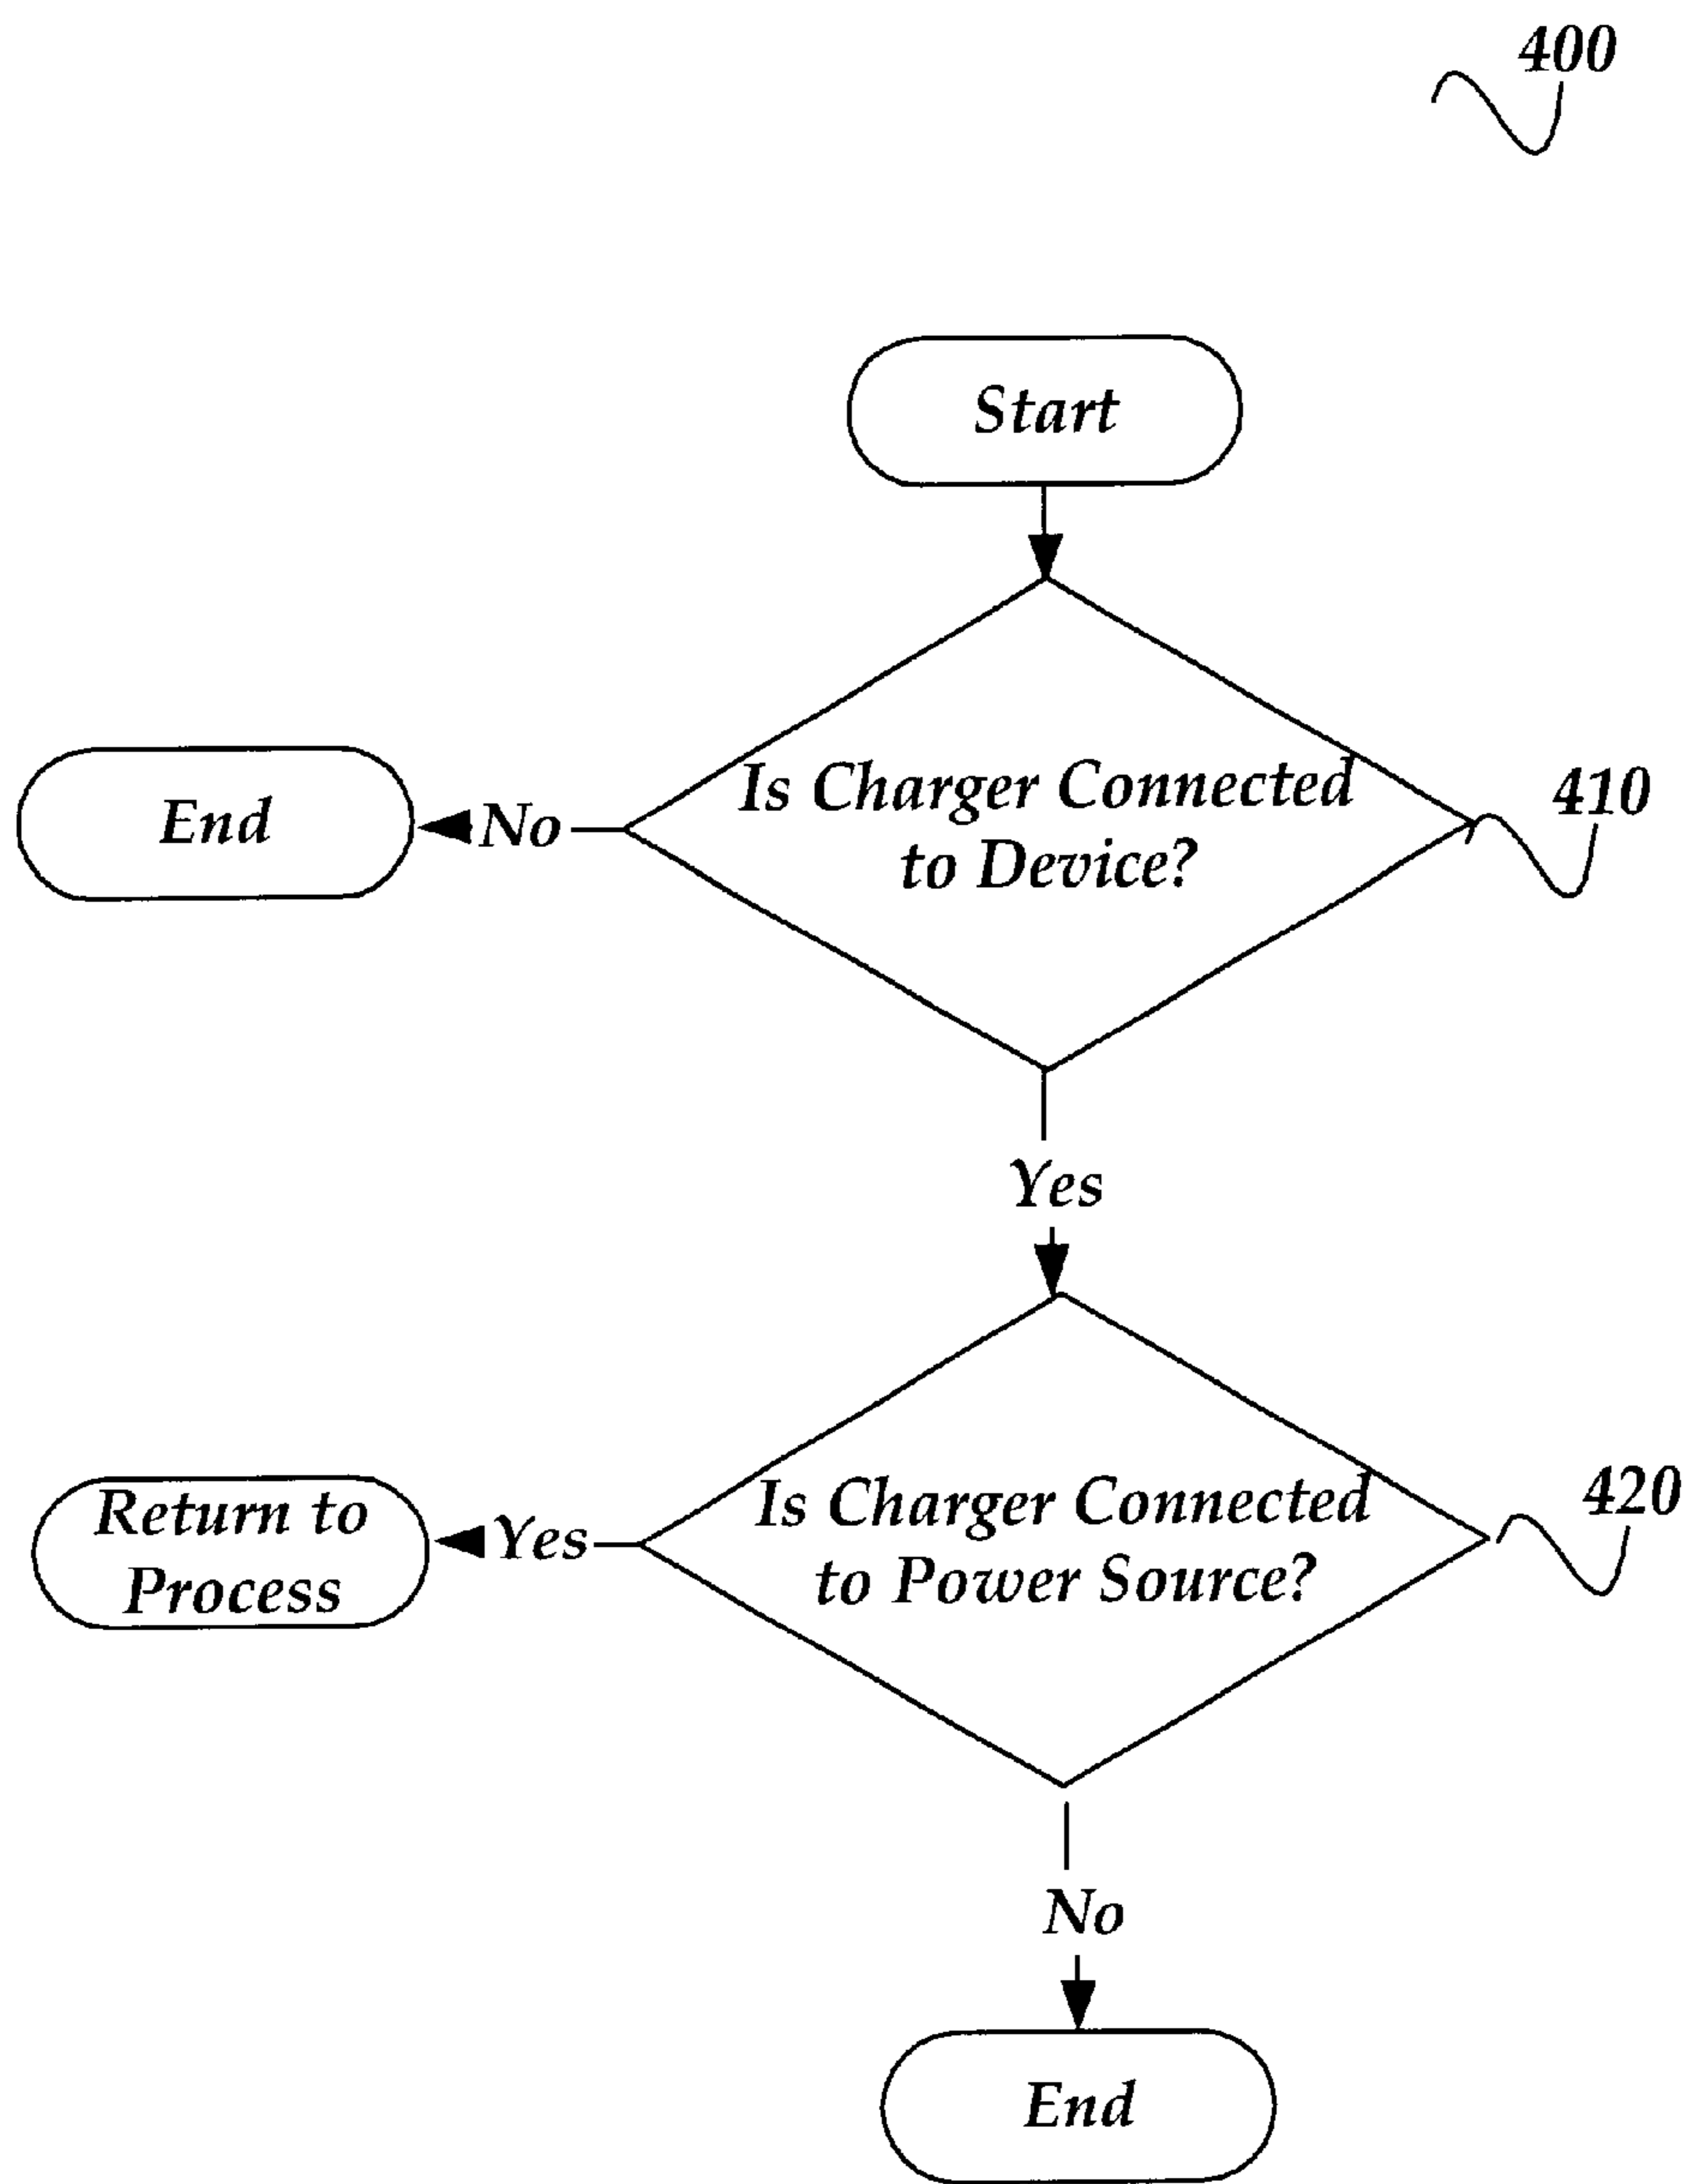 400
Start
Is Charger Connected
to Device?
410
No
End
Yes
Is Charger Connected
to Power Source?
420
Yes
Return to
Process
No
End